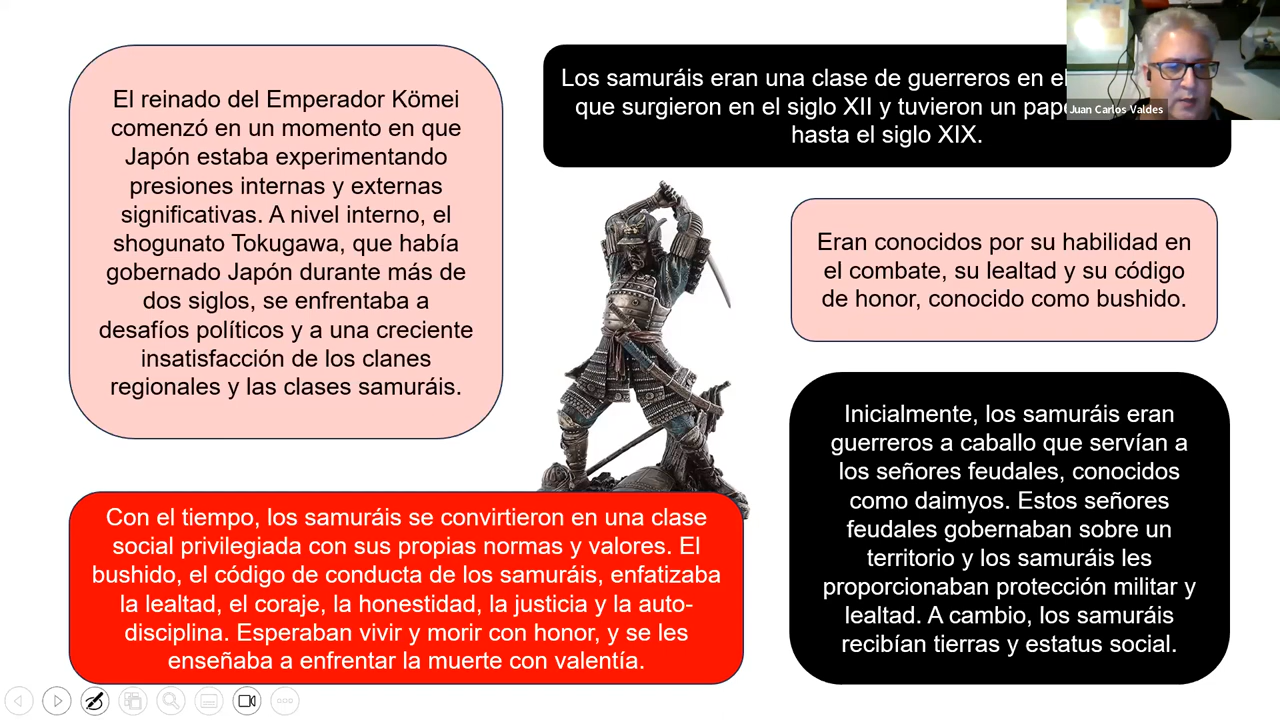 El reinado del Emperador Kömei
comenzó en un momento en que
Japón estaba experimentando
presiones internas y externas
significativas. A nivel interno, el
shogunato Tokugawa, que había
gobernado Japón durante más de
dos siglos, se enfrentaba a
desafíos políticos y a una creciente
insatisfacción de los clanes
regionales y las clases samuráis.
Los samuráis eran una clase de guerreros en el
que surgieron en el siglo XII y tuvieron un
hasta el siglo XIX.
Juan Carlos Valdes
Eran conocidos por su habilidad en
el combate, su lealtad y su código
de honor, conocido como bushido.
Inicialmente, los samuráis eran
guerreros a caballo que servían a
los señores feudales, conocidos
como daimyos. Estos señores
feudales gobernaban sobre un
territorio y los samuráis les
proporcionaban protección militar y
lealtad. A cambio, los samuráis
recibían tierras y estatus social.
Con el tiempo, los samuráis se convirtieron en una clase
social privilegiada con sus propias normas y valores. El
bushido, el código de conducta de los samuráis, enfatizaba
la lealtad, el coraje, la honestidad, la justicia y la auto-
disciplina. Esperaban vivir y morir con honor, y se les
enseñaba a enfrentar la muerte con valentía.